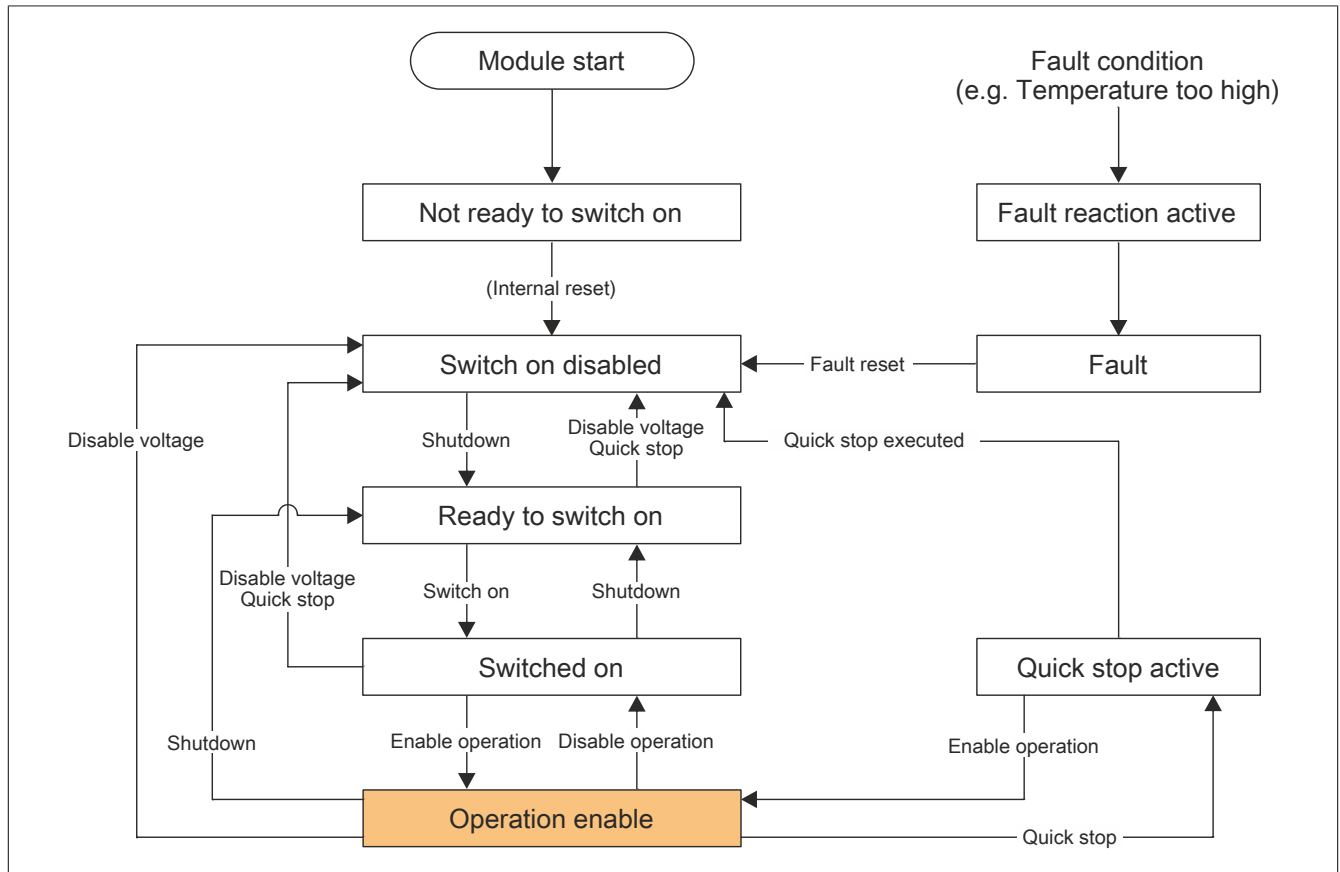 Module start
Fault condition
(e.g. Temperature too high)
Not ready to switch on
Fault reaction active
(Internal reset)
Switch on disabled
Fault reset
Fault
Disable voltage
Shutdown
Disable voltage
Quick stop
Quick stop executed
Ready to switch on
Disable voltage
Quick stop
Switch on
Shutdown
Switched on
Quick stop active
Shutdown
Enable operation
Disable operation
Enable operation
Operation enable
Quick stop